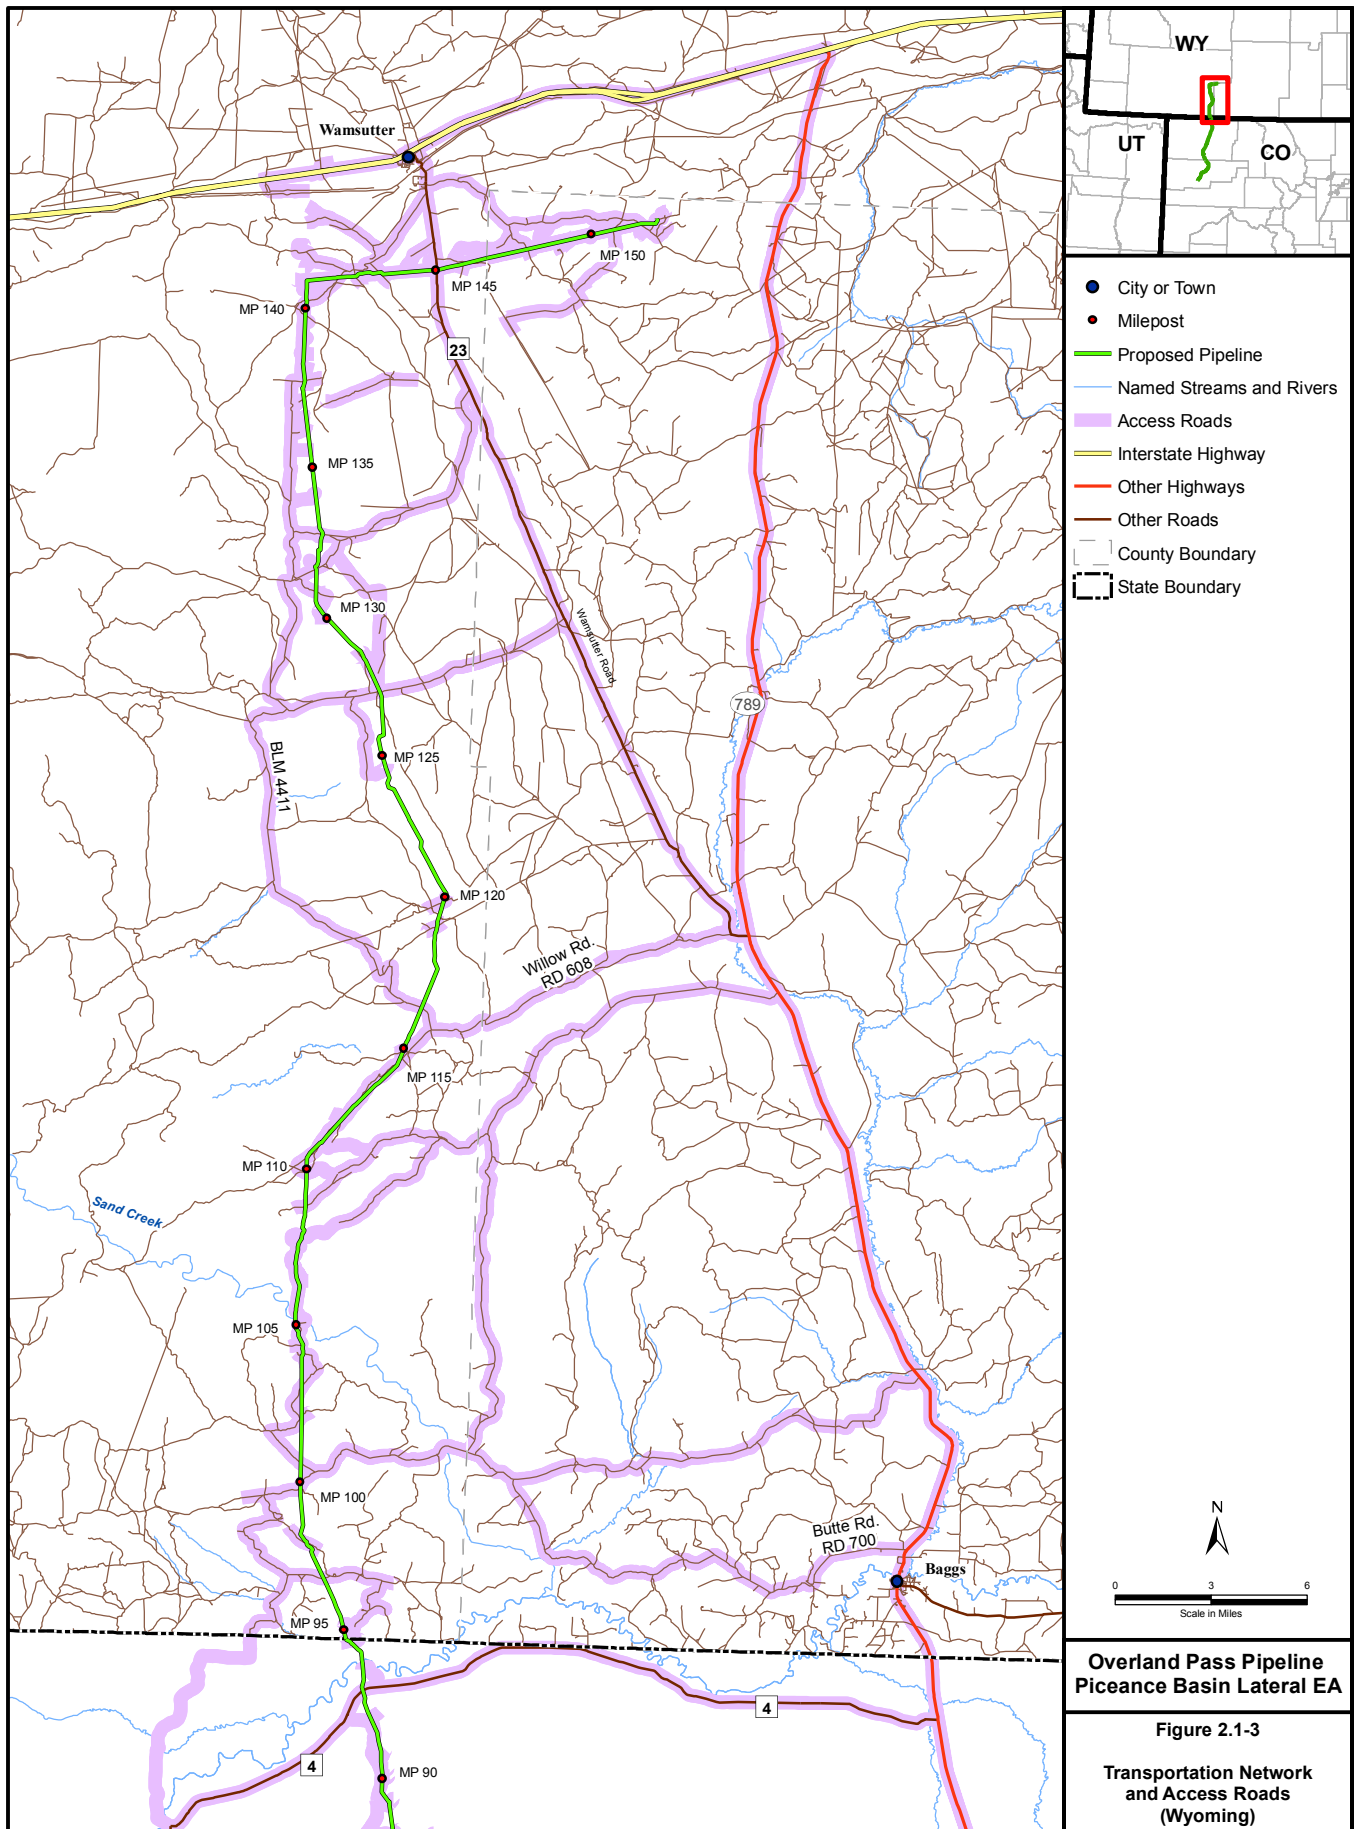 Wamsutter
MP 150
MP 145
MP 140
23
MP 135
MP 130
Wamsutter Road
789
BLM 4411
MP 125
MP 120
Willow Rd.
RD 608
MP 115
MP 110
Sand Creek
MP 105
MP 100
Butte Rd.
RD 700
Baggs
MP 95
4
4
MP 90
WY
UT
CO
City or Town
Milepost
Proposed Pipeline
Named Streams and Rivers
Access Roads
Interstate Highway
Other Highways
Other Roads
County Boundary
State Boundary
N
0 3 6
Scale in Miles
Overland Pass Pipeline
Piceance Basin Lateral EA
Figure 2.1-3
Transportation Network
and Access Roads
(Wyoming)